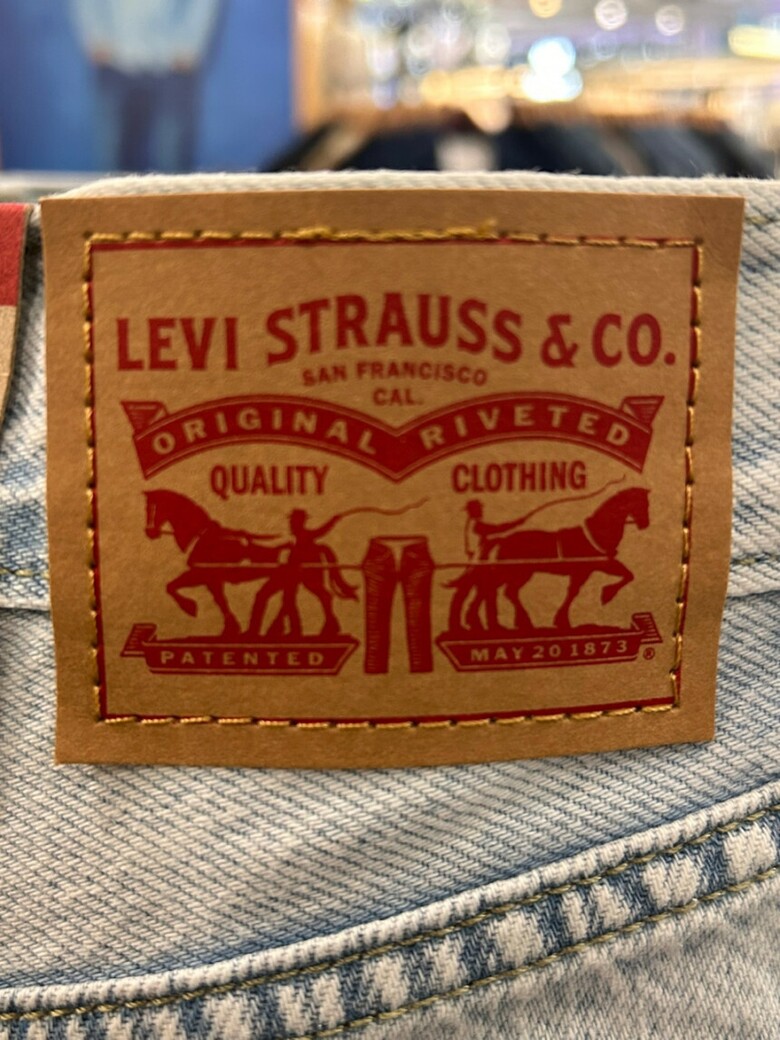 LEVI STRAUSS & CO.
SAN FRANCISCO
CAL.
ORIGINAL RIVETED
QUALITY CLOTHING
PATENTED MAY 20 1873 ®